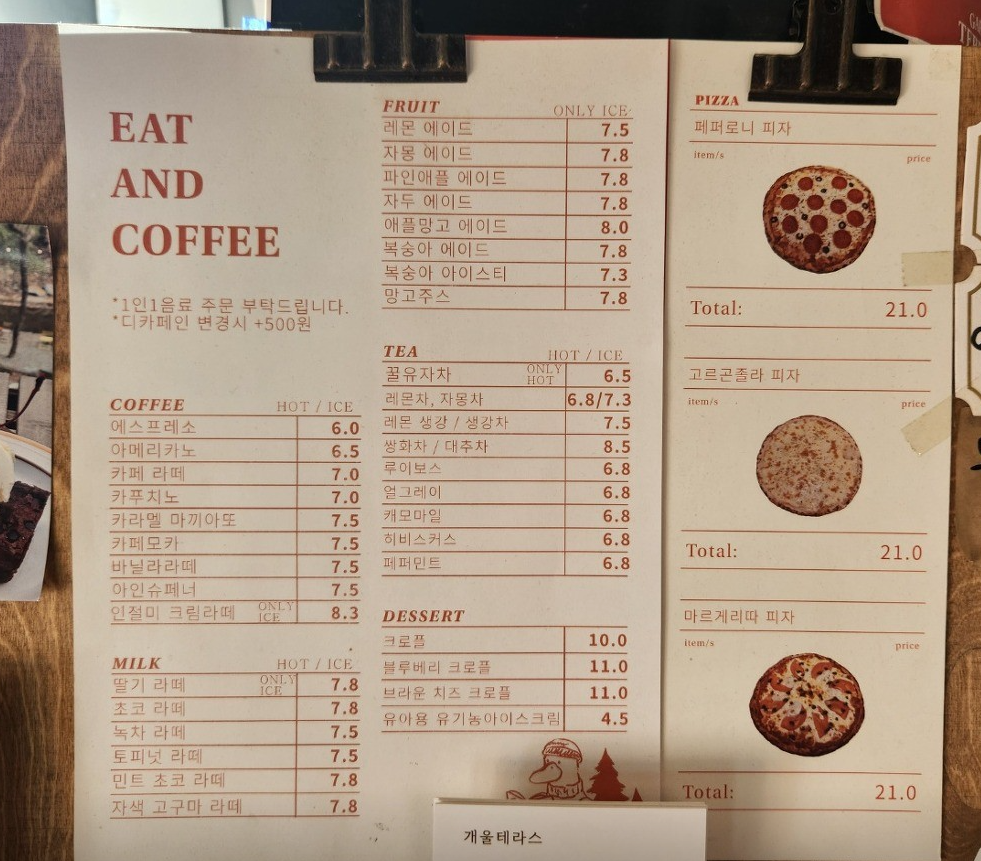 EAT
AND
COFFEE
*1인1음료 주문 부탁드립니다.
*디카페인 변경시 +500원
COFFEE HOT / ICE
에스프레소 6.0
아메리카노 6.5
카페 라떼 7.0
카푸치노 7.0
카라멜 마끼아또 7.5
카페모카 7.5
바닐라라떼 7.5
아인슈페너 7.5
인절미 크림라떼 ONLY ICE 8.3
MILK HOT / ICE
딸기 라떼 ONLY ICE 7.8
초코 라떼 7.8
녹차 라떼 7.5
토피넛 라떼 7.5
민트 초코 라떼 7.8
자색 고구마 라떼 7.8
FRUIT ONLY ICE
레몬 에이드 7.5
자몽 에이드 7.8
파인애플 에이드 7.8
자두 에이드 7.8
애플망고 에이드 8.0
복숭아 에이드 7.8
복숭아 아이스티 7.3
망고주스 7.8
TEA HOT / ICE
꿀유자차 ONLY HOT 6.5
레몬차, 자몽차 6.8/7.3
레몬 생강 / 생강차 7.5
쌍화차 / 대추차 8.5
루이보스 6.8
얼그레이 6.8
캐모마일 6.8
히비스커스 6.8
페퍼민트 6.8
DESSERT
크로플 10.0
블루베리 크로플 11.0
브라운 치즈 크로플 11.0
유아용 유기농아이스크림 4.5
PIZZA
페퍼로니 피자
item/s price
Total: 21.0
고르곤졸라 피자
item/s price
Total: 21.0
마르게리따 피자
item/s price
Total: 21.0
개울테라스